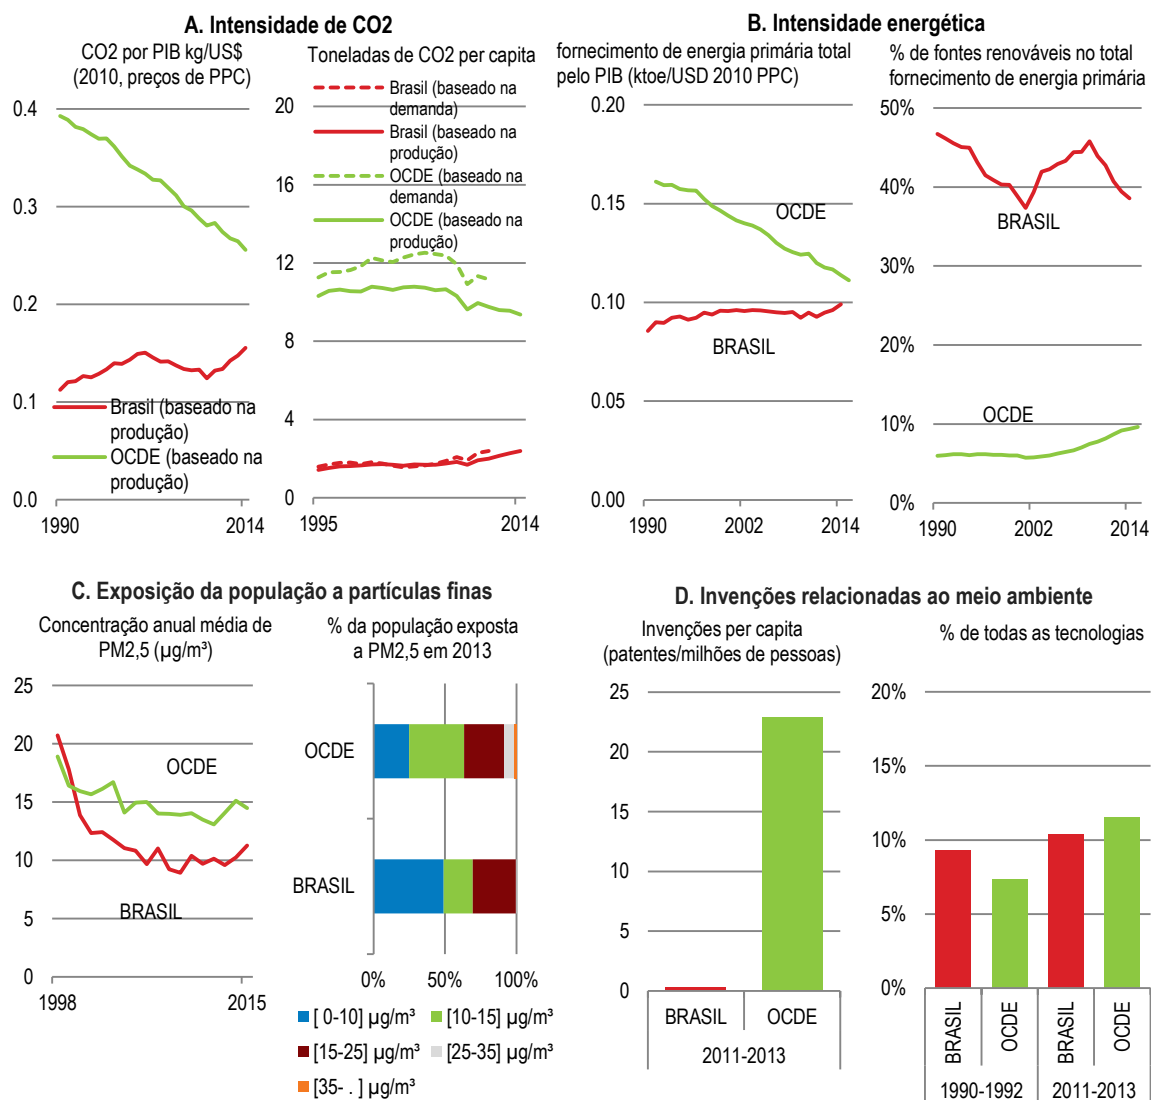 A. Intensidade de CO2
CO2 por PIB kg/US$
(2010, preços de PPC)
0.4
0.3
0.2
0.1
0.0
1990
2014
Brasil (baseado na
produção)
OCDE (baseado na
produção)
Toneladas de CO2 per capita
20
16
12
8
4
0
1995
2014
Brasil (baseado na
demanda)
Brasil (baseado na
produção)
OCDE (baseado na
demanda)
OCDE (baseado na
produção)
B. Intensidade energética
fornecimento de energia primária total
pelo PIB (ktoe/USD 2010 PPC)
0.20
0.15
0.10
0.05
0.00
OCDE
BRASIL
1990
2002
2014
% de fontes renováveis no total
fornecimento de energia primária
50%
40%
30%
20%
10%
0%
BRASIL
OCDE
1990
2002
2014
C. Exposição da população a partículas finas
Concentração anual média de
PM2,5 (µg/m³)
25
20
15
10
5
0
OCDE
BRASIL
1998
2015
% da população exposta
a PM2,5 em 2013
OCDE
BRASIL
0%
50%
100%
[ 0-10] µg/m³
[10-15] µg/m³
[15-25] µg/m³
[25-35] µg/m³
[35- . ] µg/m³
D. Invenções relacionadas ao meio ambiente
Invenções per capita
(patentes/milhões de pessoas)
25
22
25
10
5
0
BRASIL
OCDE
2011-2013
% de todas as tecnologias
20%
15%
10%
5%
0%
BRASIL
OCDE
BRASIL
OCDE
1990-1992
2011-2013